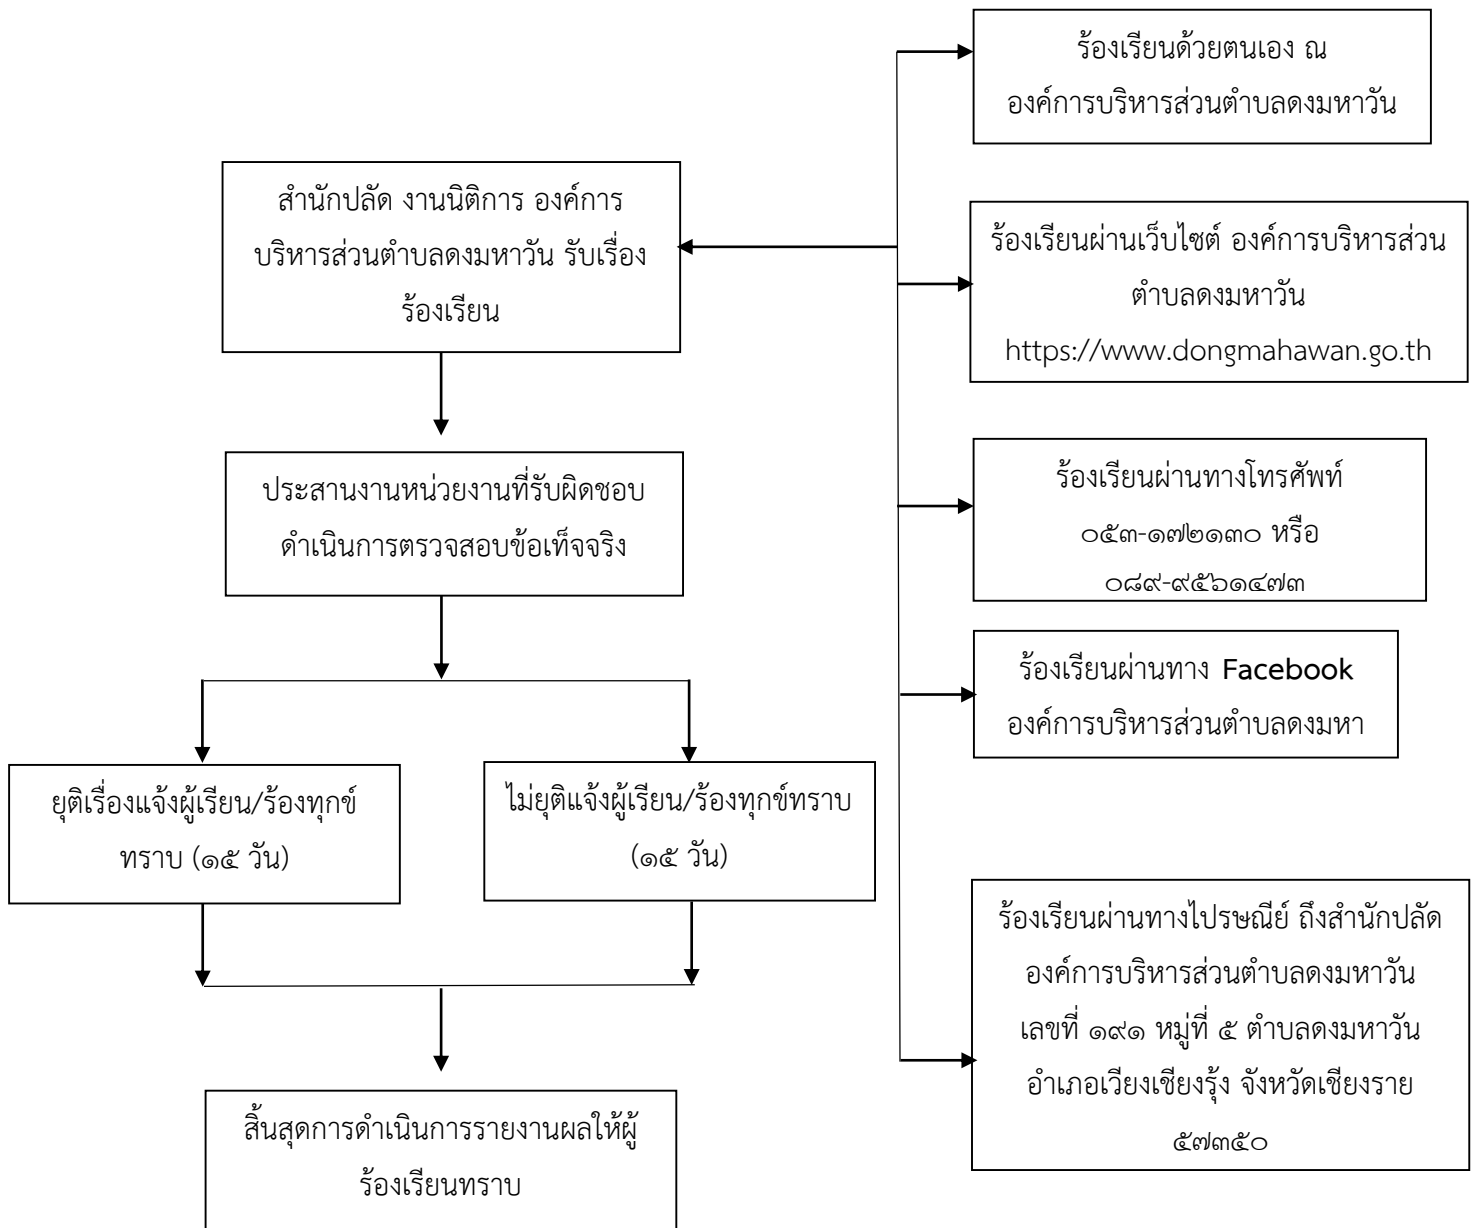 ร้องเรียนด้วยตนเอง ณ
องค์การบริหารส่วนตำบลดงมหาวัน
สำนักปลัด งานนิติการ องค์การ
บริหารส่วนตำบลดงมหาวัน รับเรื่อง
ร้องเรียน
ร้องเรียนผ่านเว็บไซต์ องค์การบริหารส่วน
ตำบลดงมหาวัน
https://www.dongmahawan.go.th
ประสานงานหน่วยงานที่รับผิดชอบ
ดำเนินการตรวจสอบข้อเท็จจริง
ร้องเรียนผ่านทางโทรศัพท์
๐๕๓-๑๗๒๑๓๐ หรือ
๐๘๙-๙๕๖๑๔๗๓
ร้องเรียนผ่านทาง Facebook
องค์การบริหารส่วนตำบลดงมหา
ยุติเรื่องแจ้งผู้เรียน/ร้องทุกข์
ทราบ (๑๕ วัน)
ไม่ยุติแจ้งผู้เรียน/ร้องทุกข์ทราบ
(๑๕ วัน)
ร้องเรียนผ่านทางไปรษณีย์ ถึงสำนักปลัด
องค์การบริหารส่วนตำบลดงมหาวัน
เลขที่ ๑๙๑ หมู่ที่ ๕ ตำบลดงมหาวัน
อำเภอเวียงเชียงรุ้ง จังหวัดเชียงราย
๕๗๓๕๐
สิ้นสุดการดำเนินการรายงานผลให้ผู้
ร้องเรียนทราบ